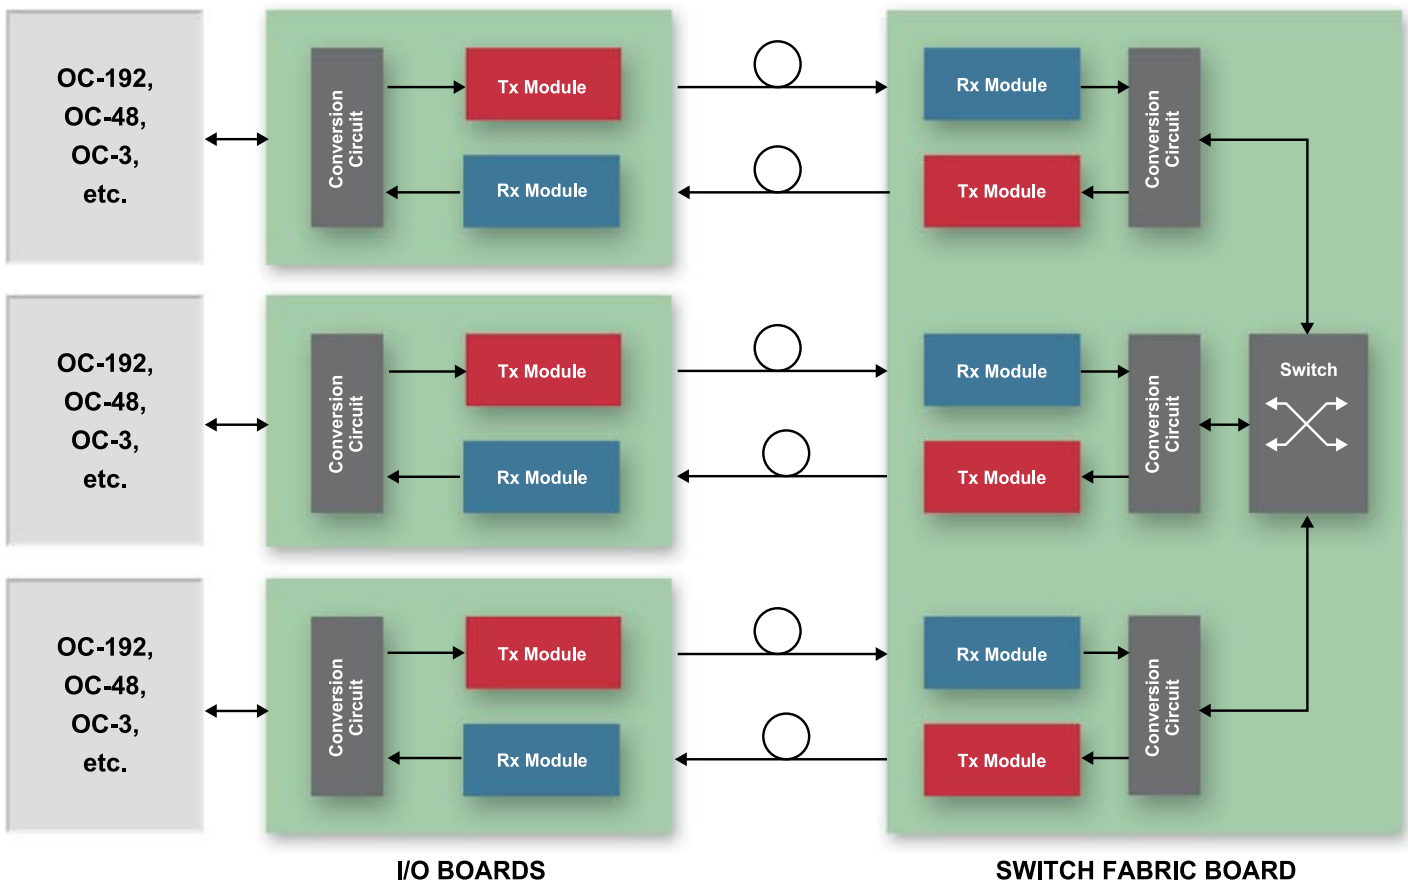 OC-192,
OC-48,
OC-3,
etc.
Conversion
Circuit
Tx Module
Rx Module
Rx Module
Tx Module
Conversion
Circuit
OC-192,
OC-48,
OC-3,
etc.
Conversion
Circuit
Tx Module
Rx Module
Rx Module
Tx Module
Conversion
Circuit
Switch
OC-192,
OC-48,
OC-3,
etc.
Conversion
Circuit
Tx Module
Rx Module
Rx Module
Tx Module
Conversion
Circuit
I/O BOARDS
SWITCH FABRIC BOARD